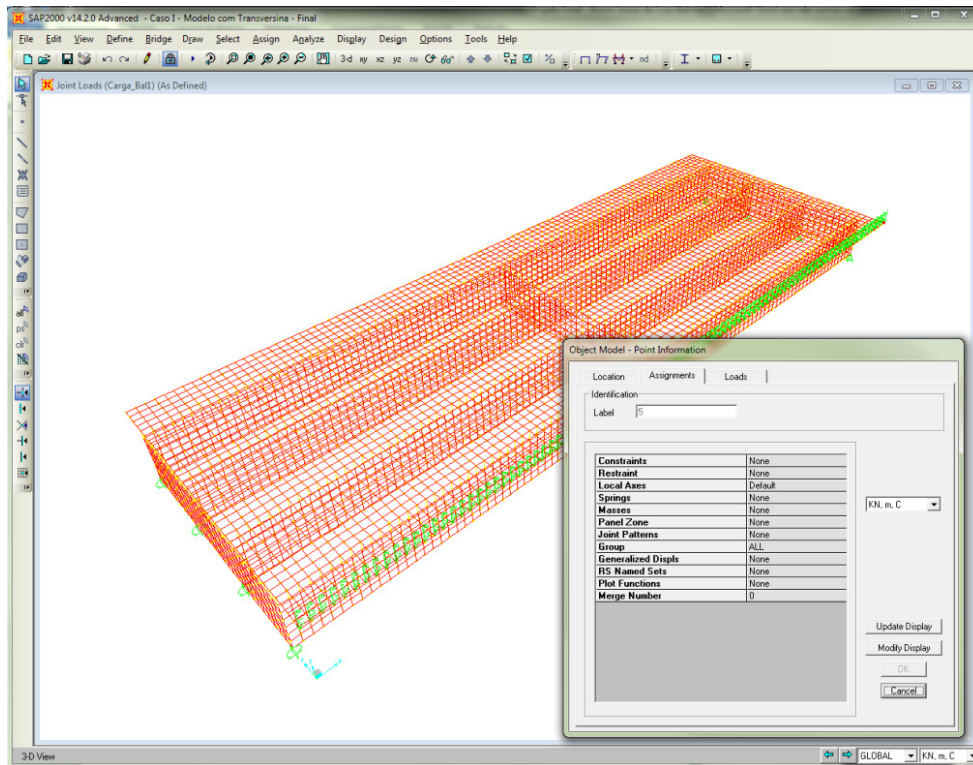 SAP2000 v14.2.0 Advanced - Caso I - Modelo com Transversina - Final
File Edit View Define Bridge Draw Select Assign Analyze Display Design Options Tools Help
3-d xy xz yz nv nd
Joint Loads (Carga_Bal1) (As Defined)
Object Model - Point Information
Location Assignments Loads
Identification
Label 5
Constraints None
Restraint None
Local Axes Default
Springs None
Masses None
Panel Zone None
Joint Patterns None
Group ALL
Generalized Displs None
RS Named Sets None
Plot Functions None
Merge Number 0
KN, m, C
Update Display
Modify Display
OK
Cancel
all
ps
clr
3-D View
GLOBAL KN, m, C